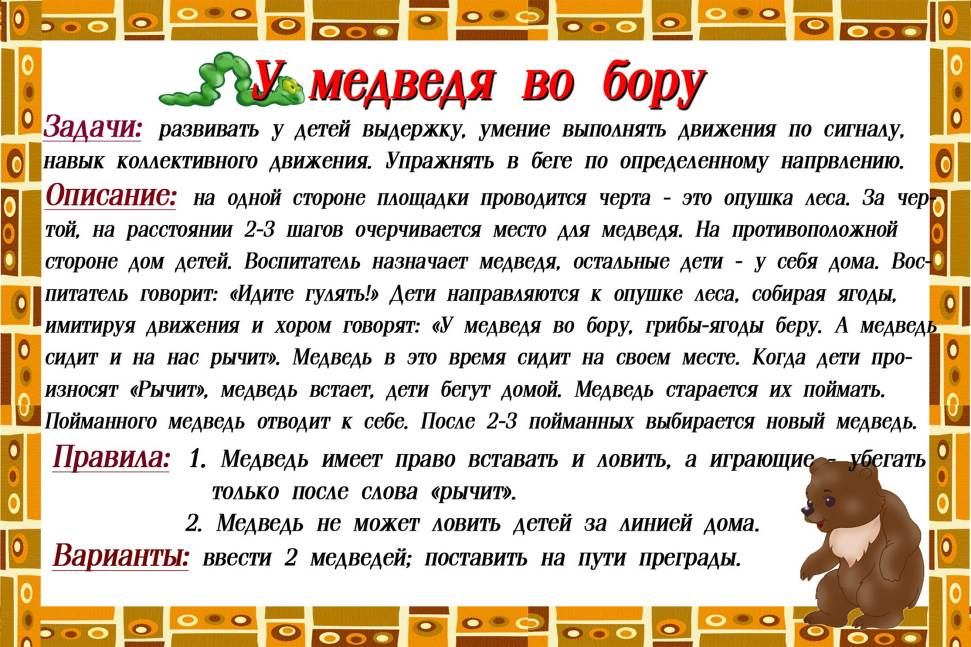 У медведя во бору
Задачи: развивать у детей выдержку, умение выполнять движения по сигналу,
навык коллективного движения. Упражнять в беге по определенному напрвлению.
Описание: на одной стороне площадки проводится черта - это опушка леса. За чер-
той, на расстоянии 2-3 шагов очерчивается место для медведя. На противоположной
стороне дом детей. Воспитатель назначает медведя, остальные дети - у себя дома. Вос-
питатель говорит: «Идите гулять!» Дети направляются к опушке леса, собирая ягоды,
имитируя движения и хором говорят: «У медведя во бору, грибы-ягоды беру. А медведь
сидит и на нас рычит». Медведь в это время сидит на своем месте. Когда дети про-
износят «Рычит», медведь встает, дети бегут домой. Медведь старается их поймать.
Пойманного медведь отводит к себе. После 2-3 пойманных выбирается новый медведь.
Правила: 1. Медведь имеет право вставать и ловить, а играющие - убегать
только после слова «рычит».
2. Медведь не может ловить детей за линией дома.
Варианты: ввести 2 медведей; поставить на пути преграды.